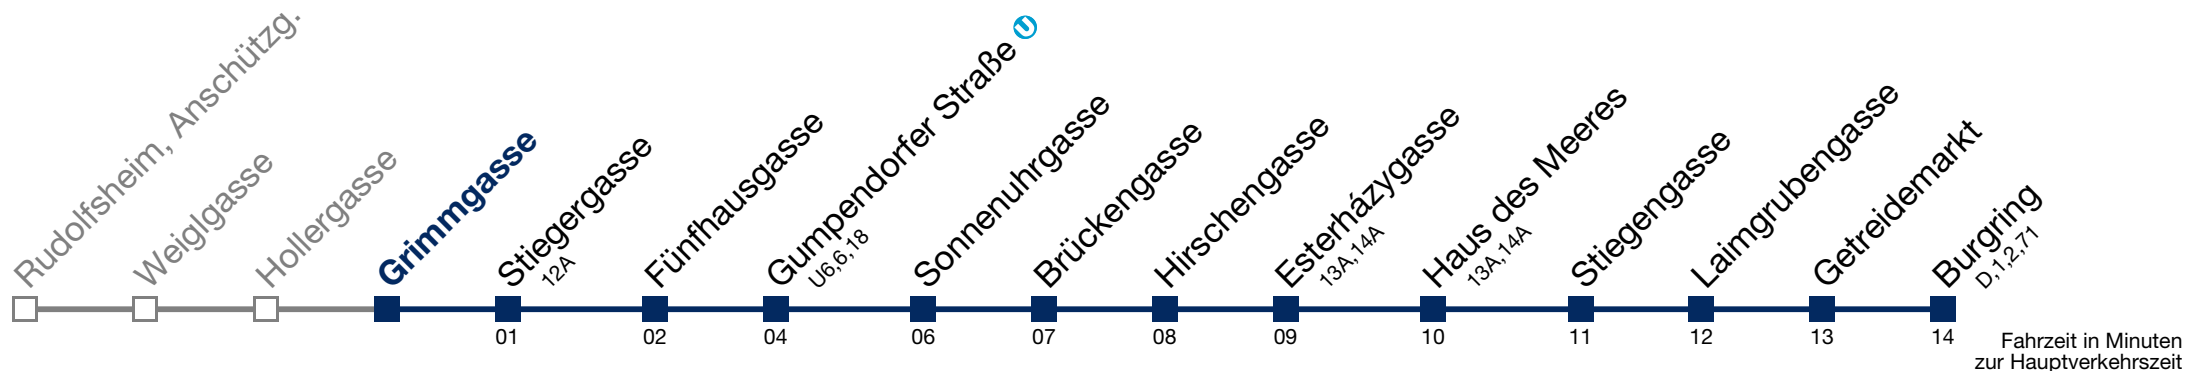 Rudolfsheim, Anschützg.
Weiglgasse
Hollergasse
Grimmgasse
Stiegergasse
12A
Fünfhausgasse
Gumpendorfer Straße U
U6,6,18
Sonnenuhrgasse
Brückengasse
Hirschengasse
Esterházygasse
13A,14A
Haus des Meeres
13A,14A
Stiegengasse
Laimgrubengasse
Getreidemarkt
Burgring
D,1,2,71
01 02 04 06 07 08 09 10 11 12 13 14
Fahrzeit in Minuten
zur Hauptverkehrszeit